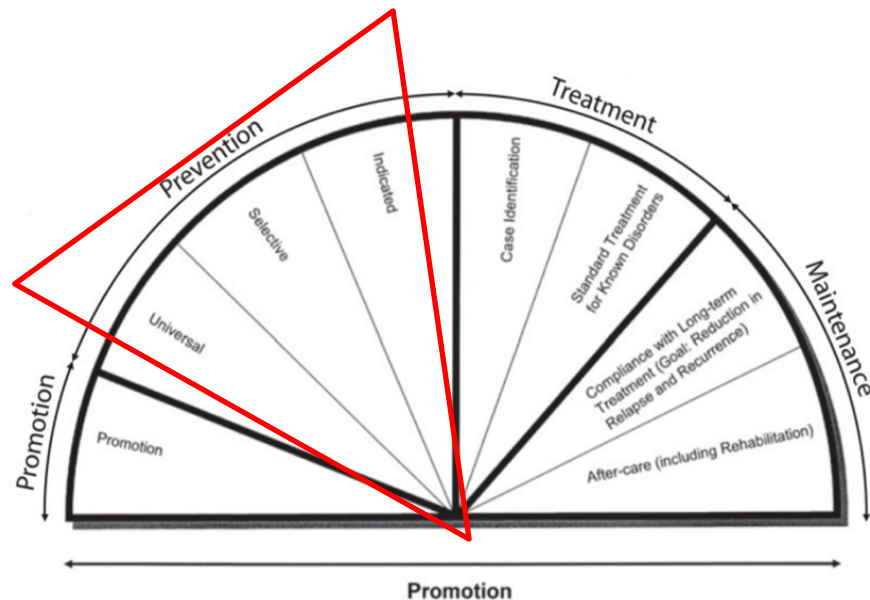 Promotion
Prevention
Treatment
Maintenance
Promotion
Universal
Selective
Indicated
Case Identification
Standard Treatment
for Known Disorders
Compliance with Long-term
Treatment (Goal: Reduction in
Relapse and Recurrence)
After-care (including Rehabilitation)
Promotion